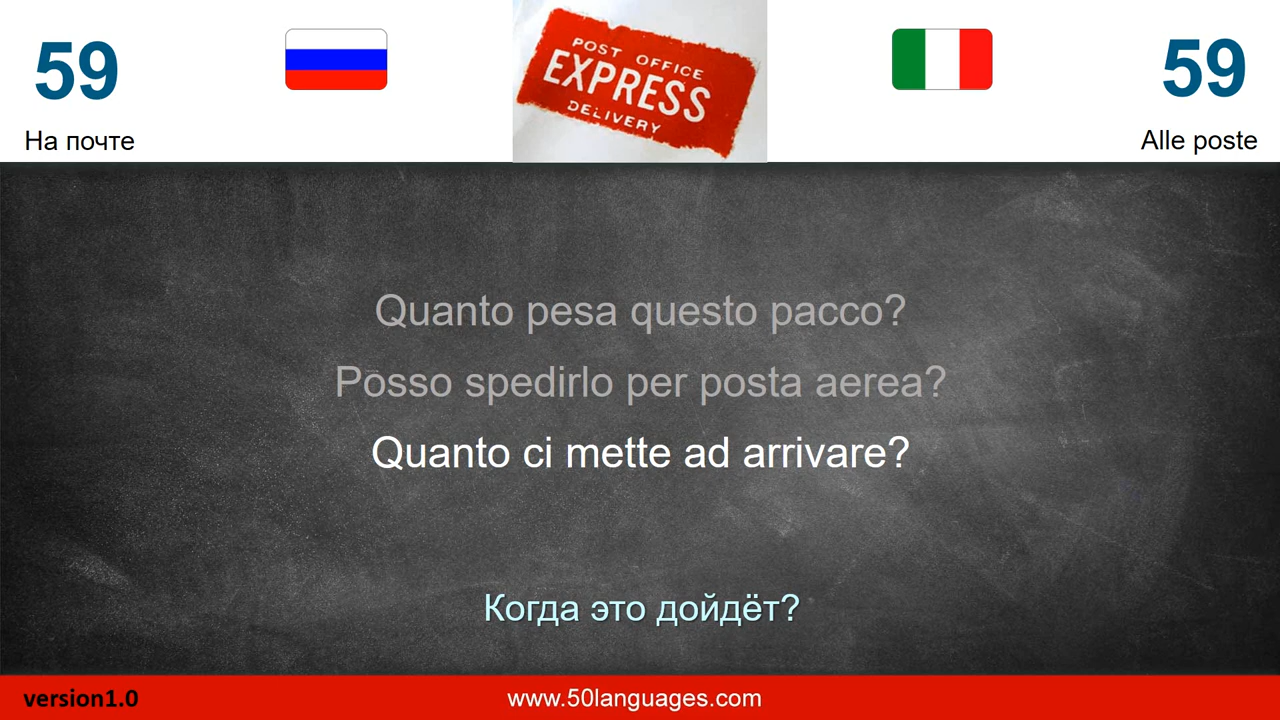 59
На почте
POST OFFICE
EXPRESS
DELIVERY
59
Alle poste
Quanto pesa questo pacco?
Posso spedirlo per posta aerea?
Quanto ci mette ad arrivare?
Когда это дойдёт?
version1.0
www.50languages.com